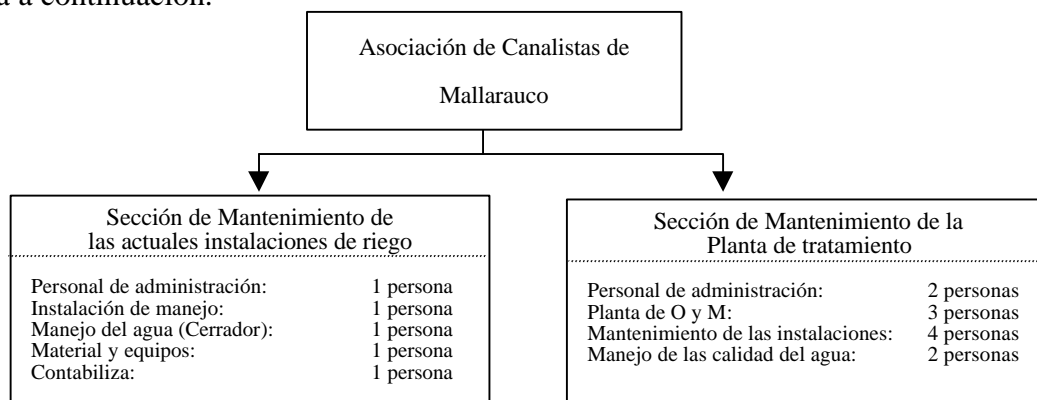 a continuación.
Asociación de Canalistas de
Mallarauco
Sección de Mantenimiento de
las actuales instalaciones de riego
Personal de administración: 1 persona
Instalación de manejo: 1 persona
Manejo del agua (Cerrador): 1 persona
Material y equipos: 1 persona
Contabiliza: 1 persona
Sección de Mantenimiento de la
Planta de tratamiento
Personal de administración: 2 personas
Planta de O y M: 3 personas
Mantenimiento de las instalaciones: 4 personas
Manejo de las calidad del agua: 2 personas